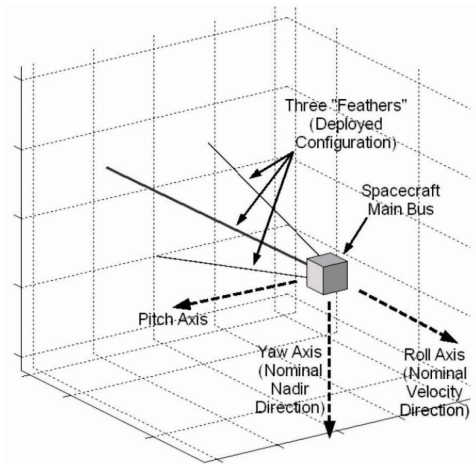 Three "Feathers"
(Deployed
Configuration)
Spacecraft
Main Bus
Pitch Axis
Yaw Axis
(Nominal
Nadir
Direction)
Roll Axis
(Nominal
Velocity
Direction)